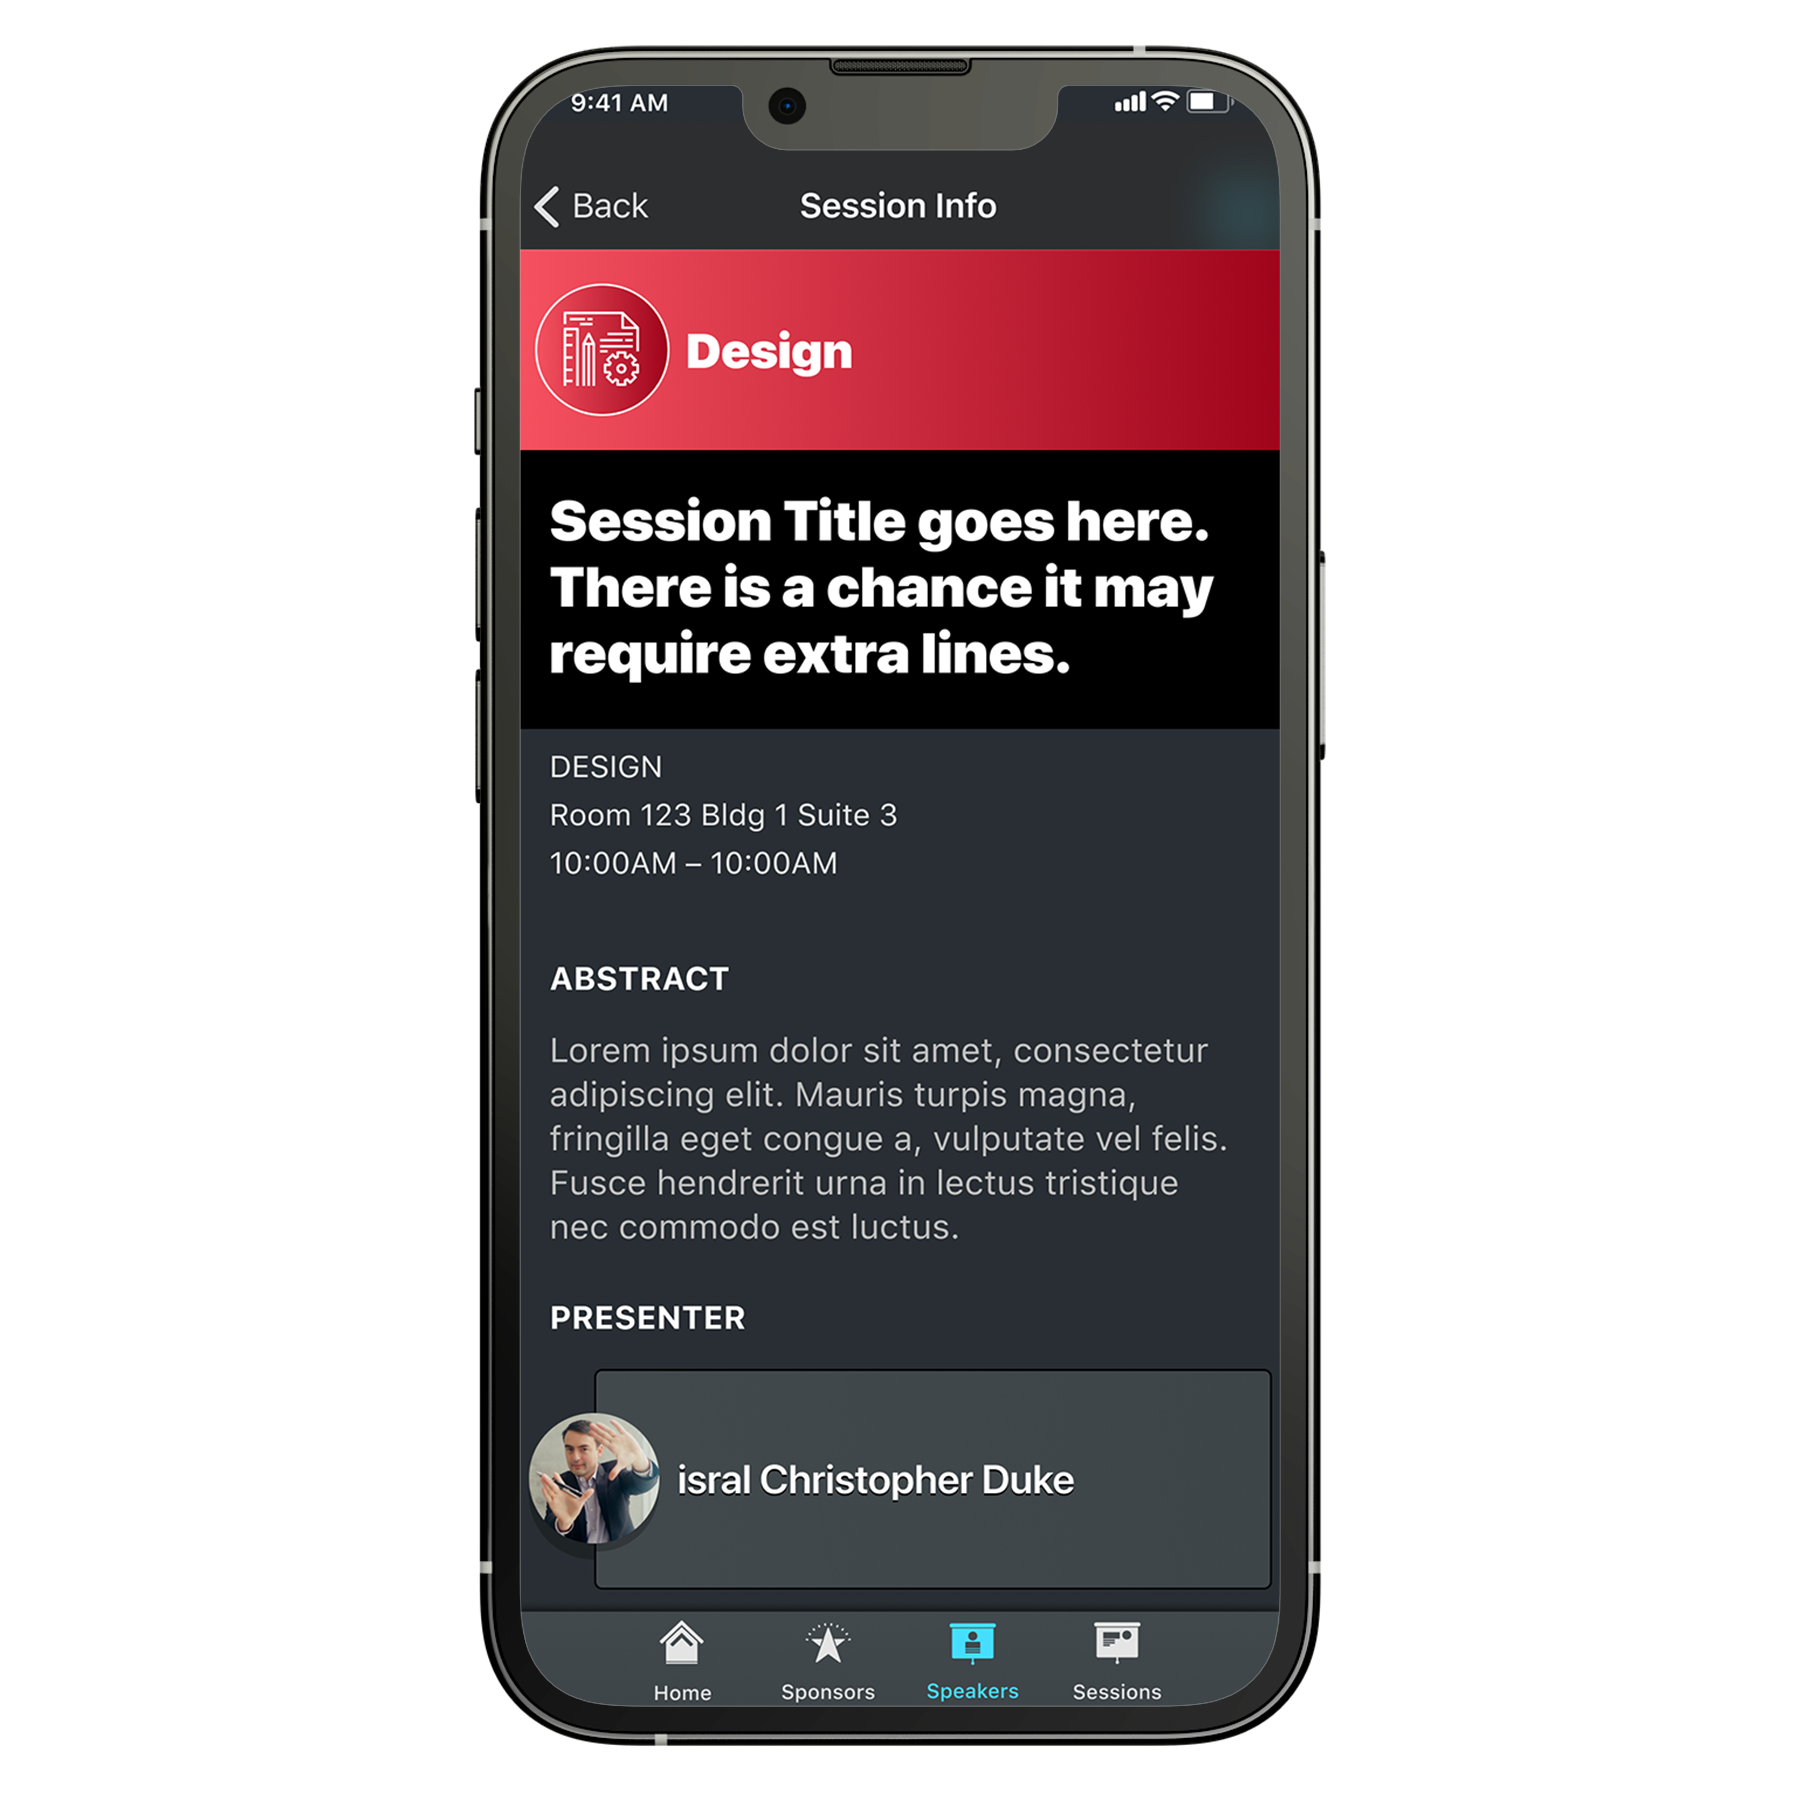 9:41 AM
Back
Session Info
Design
Session Title goes here.
There is a chance it may
require extra lines.
DESIGN
Room 123 Bldg 1 Suite 3
10:00AM – 10:00AM
ABSTRACT
Lorem ipsum dolor sit amet, consectetur
adipiscing elit. Mauris turpis magna,
fringilla eget congue a, vulputate vel felis.
Fusce hendrerit urna in lectus tristique
nec commodo est luctus.
PRESENTER
isral Christopher Duke
Home
Sponsors
Speakers
Sessions